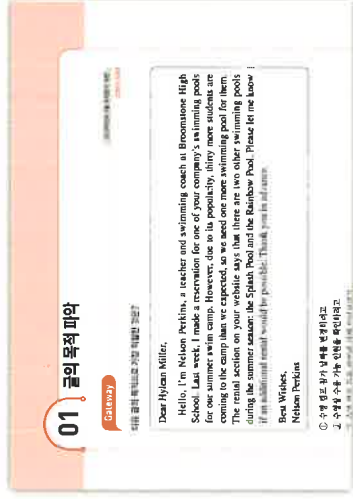 01 글의 목적 파악
Gateway
다음 글의 목적으로 가장 적절한 것은?
Dear Hylean Miller,
Hello, I'm Nelson Perkins, a teacher and swimming coach at Broomstone High
School. Last week, I made a reservation for one of your company's swimming pools
for our summer swim camp. However, due to its popularity, thirty more students are
coming to the camp than we expected, so we need one more swimming pool for them.
The rental section on your website says that there are two other swimming pools
during the summer season: the Splash Pool and the Rainbow Pool. Please let me know
if an additional rental would be possible. Thank you in advance.
Best Wishes,
Nelson Perkins
① 수영 캠프 참가 날짜를 변경하려고
② 수영장 수용 가능 인원을 확인하려고